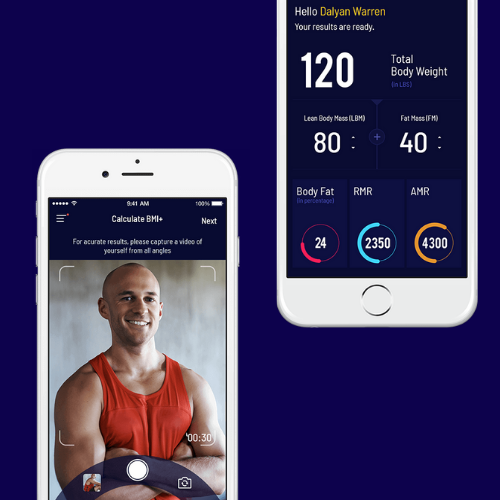 Hello Dalyan Warren
Your results are ready.
120
Total
Body Weight
(in LBS)
Lean Body Mass (LBM)
Fat Mass (FM)
80
40
Body Fat
(in percentage)
RMR
AMR
24
2350
4300
9:41 AM
100%
Calculate BMI+
Next
For acurate results, please capture a video of
yourself from all angles
00:30